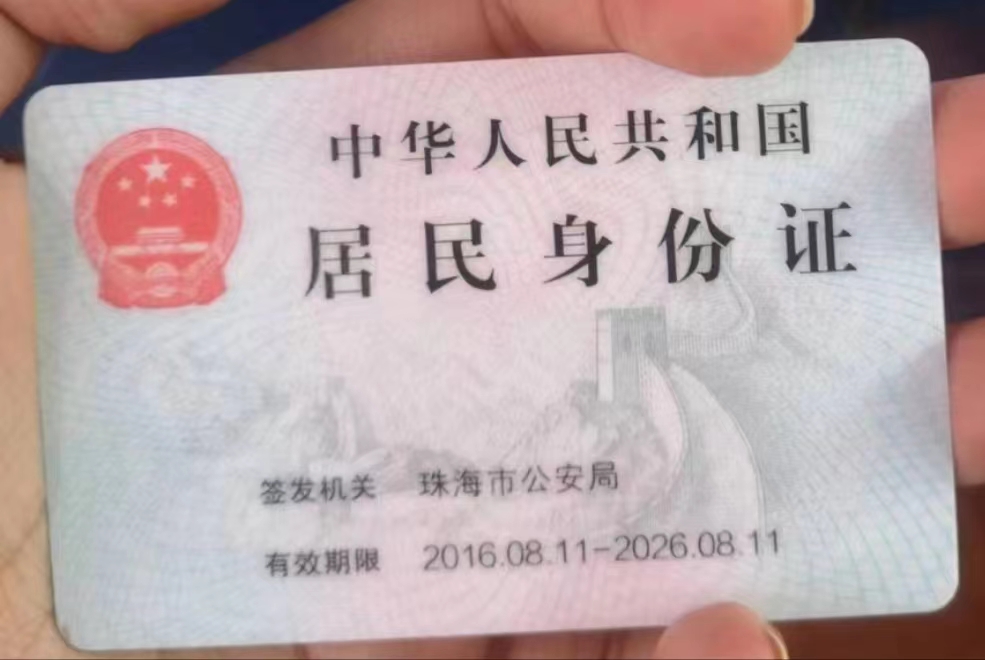 中华人民共和国
居民身份证
签发机关 珠海市公安局
有效期限 2016.08.11-2026.08.11